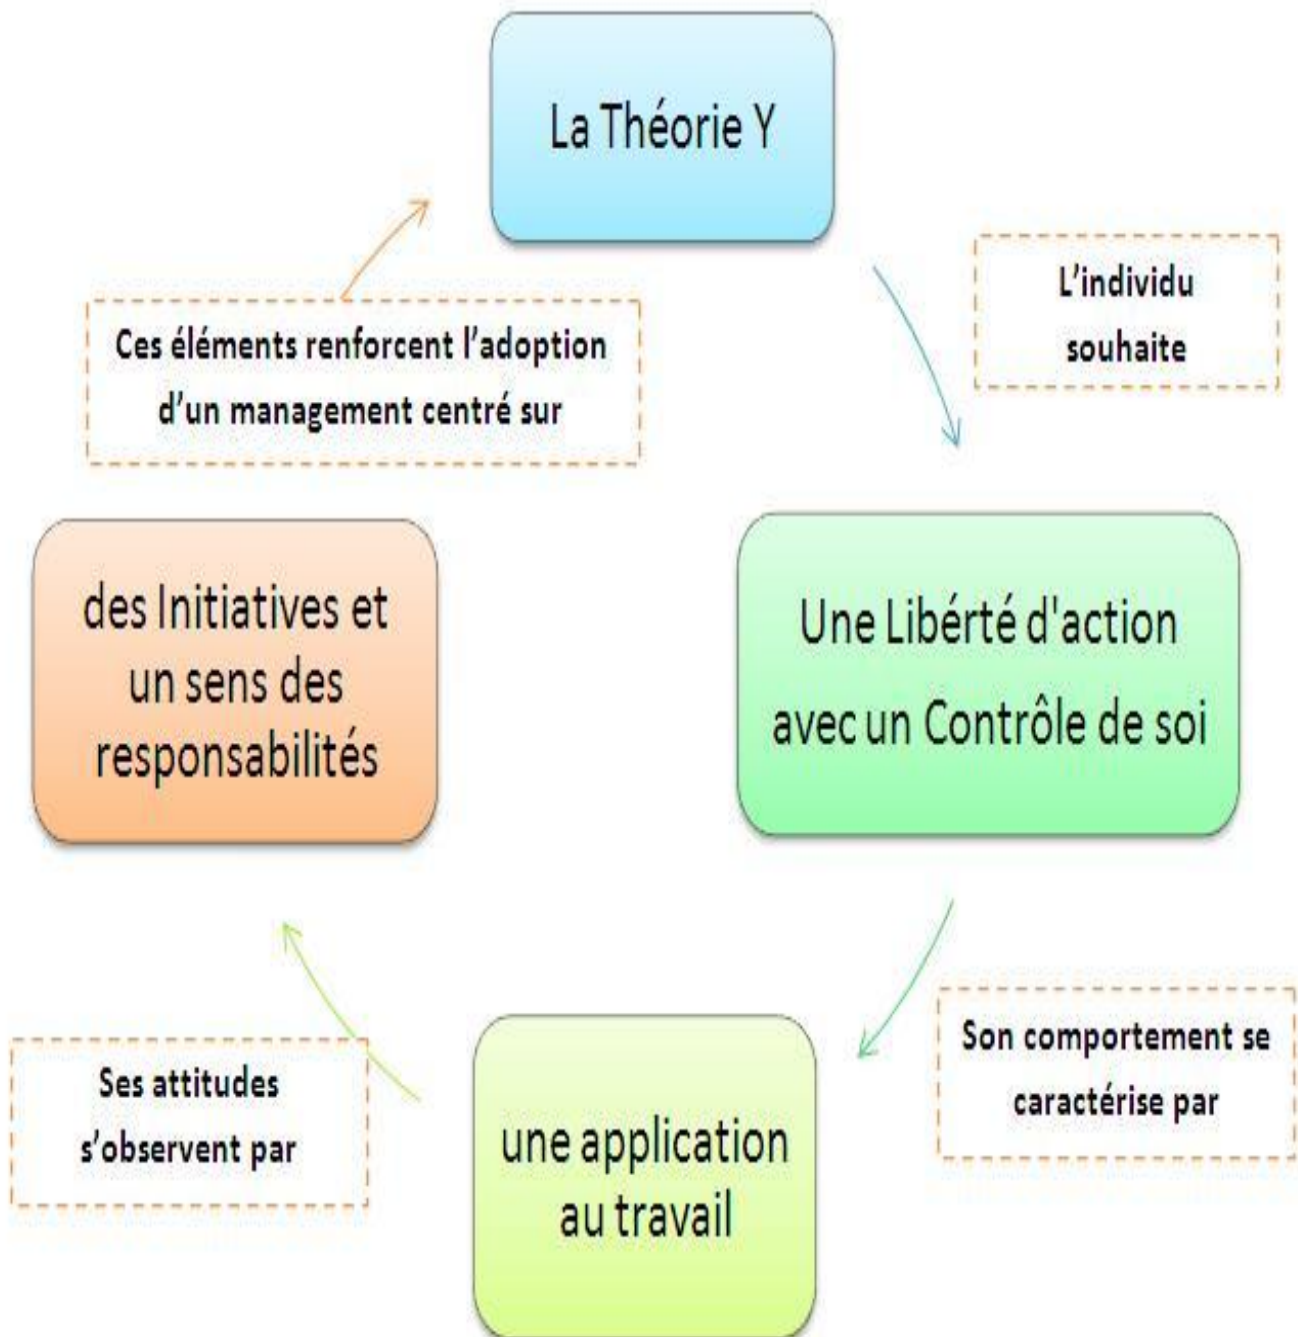 La Théorie Y
L'individu
souhaite
Une Libérté d'action
avec un Contrôle de soi
Son comportement se
caractérise par
une application
au travail
Ses attitudes
s'observent par
des Initiatives et
un sens des
responsabilités
Ces éléments renforcent l'adoption
d'un management centré sur